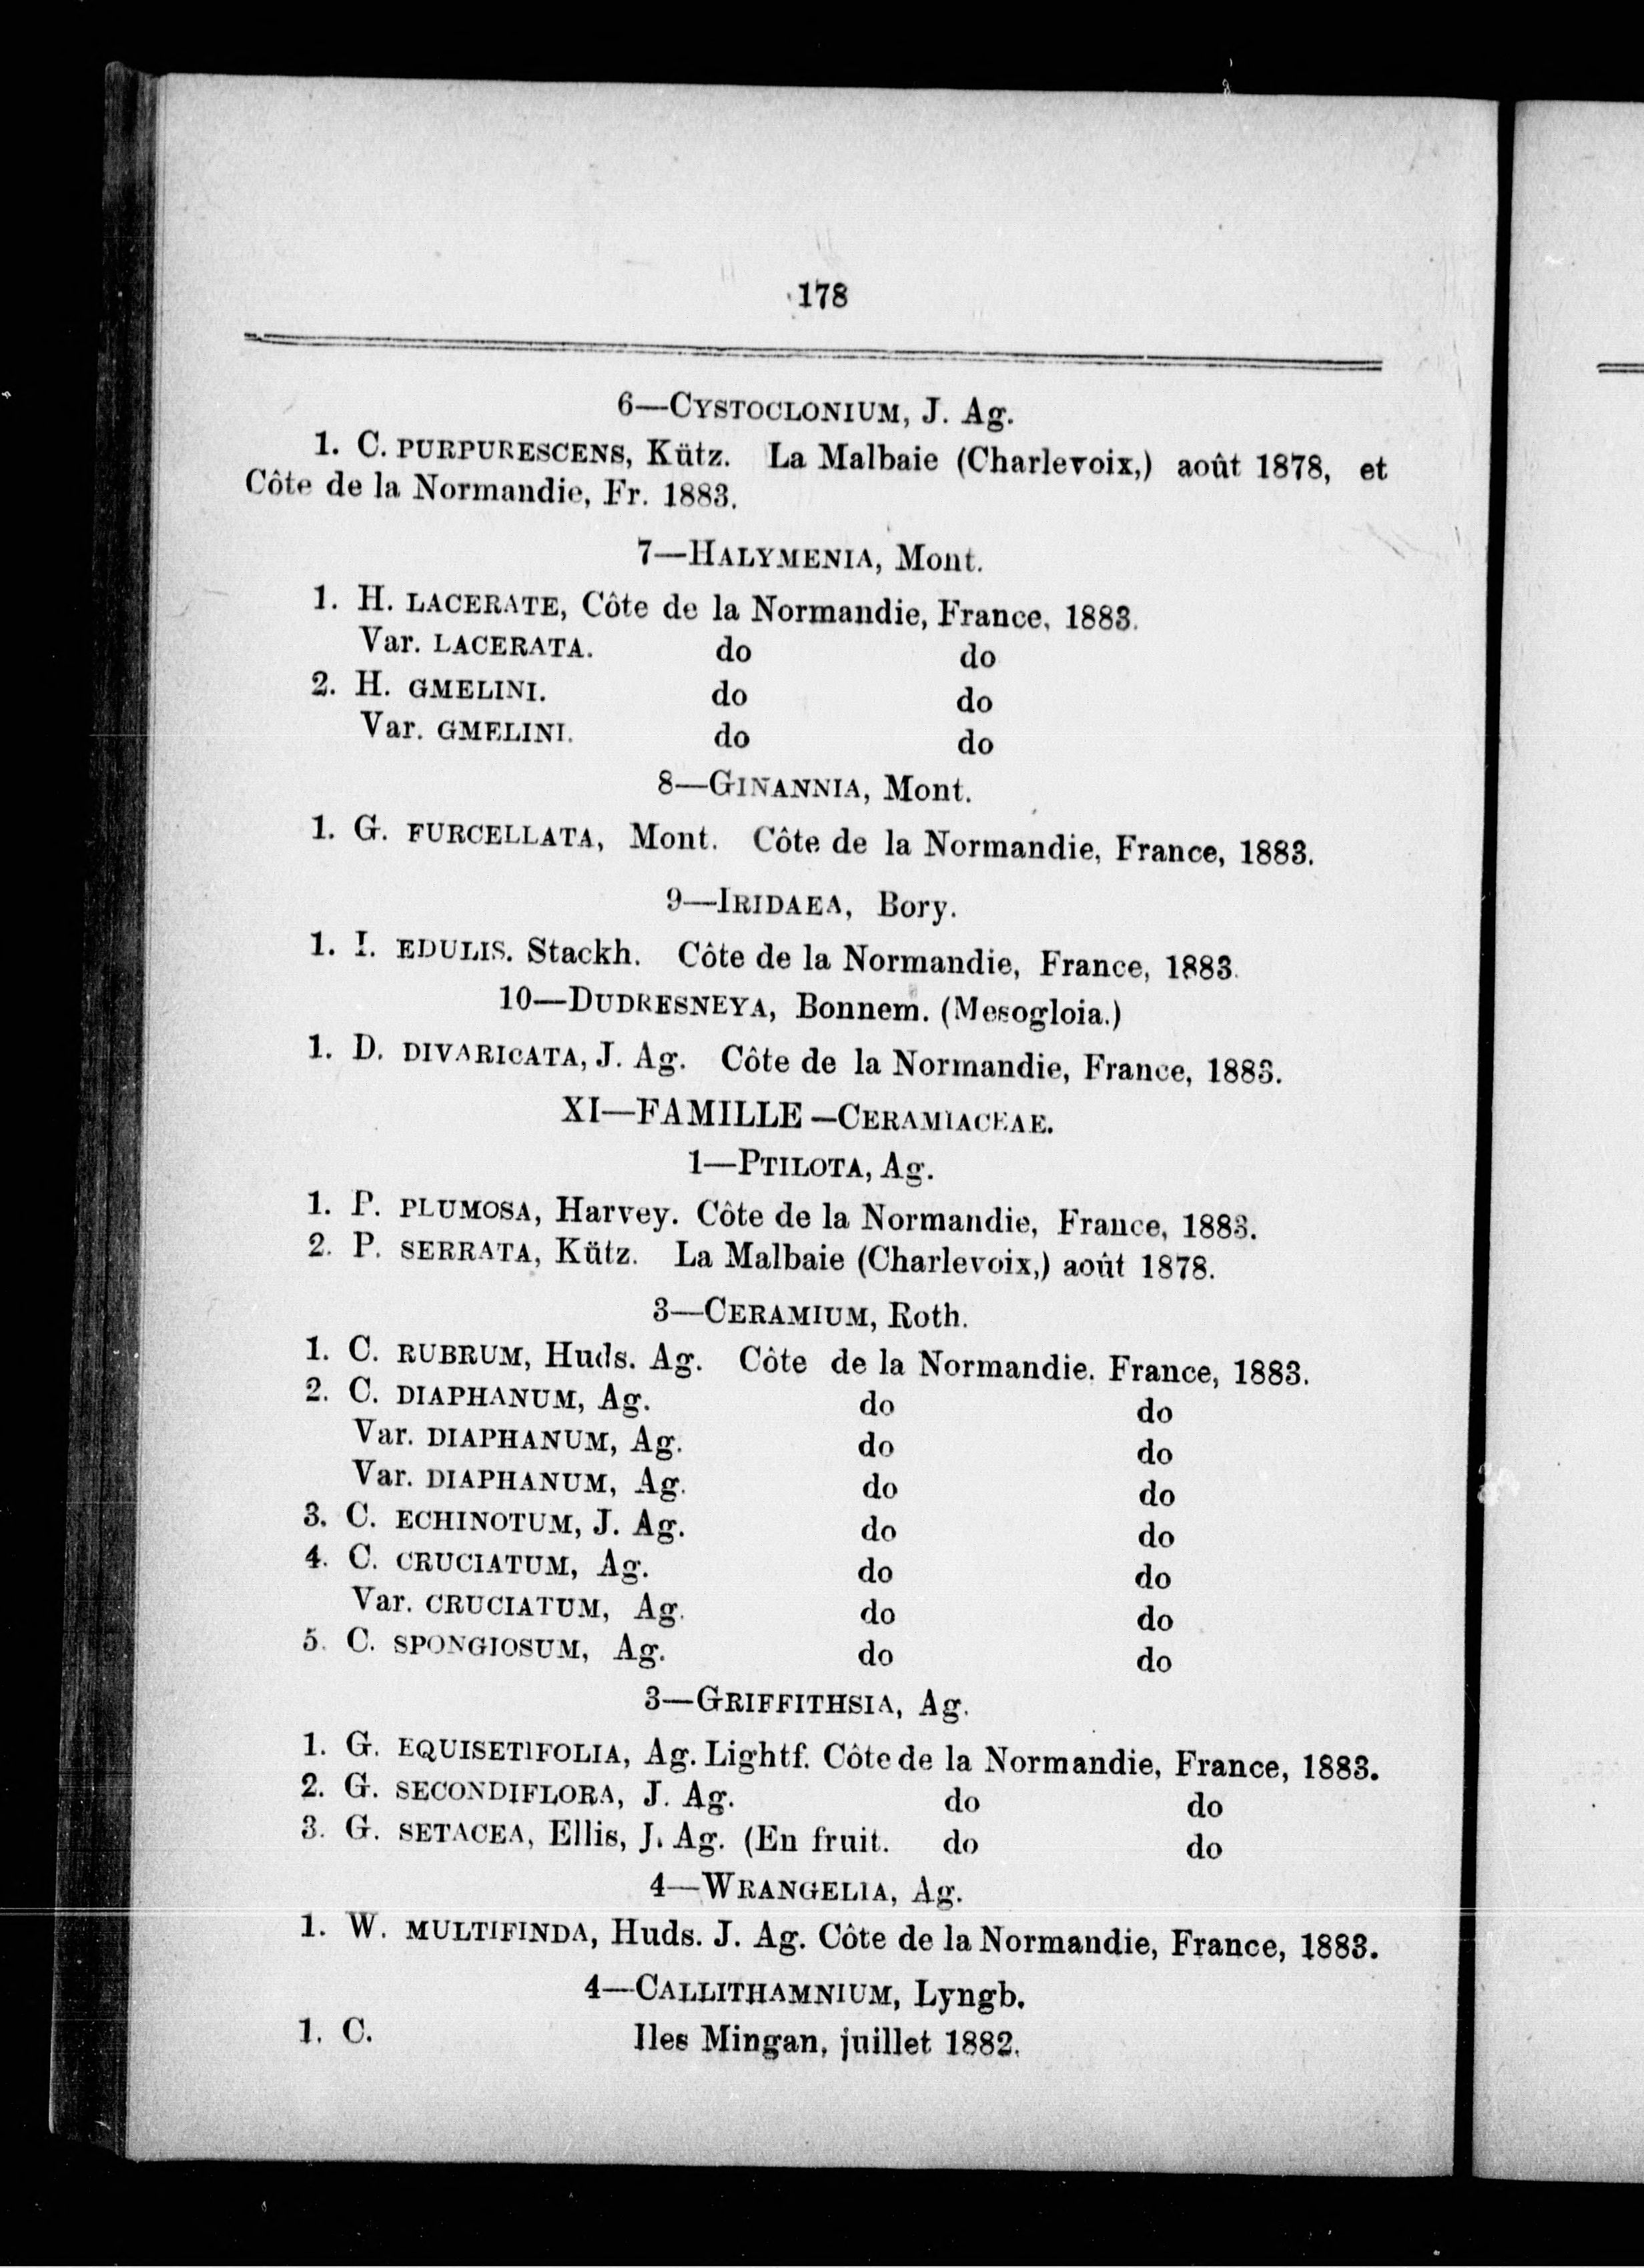 178
6—CYSTOCLONIUM, J. Ag.
1. C. PURPURESCENS, Kütz. La Malbaie (Charlevoix,) août 1878, et
Côte de la Normandie, Fr. 1883.
7—HALYMENIA, Mont.
1. H. LACERATE, Côte de la Normandie, France, 1883.
Var. LACERATA. do do
2. H. GMELINI. do do
Var. GMELINI. do do
8—GINANNIA, Mont.
1. G. FURCELLATA, Mont. Côte de la Normandie, France, 1883.
9—IRIDAEA, Bory.
1. I. EDULIS. Stackh. Côte de la Normandie, France, 1883.
10—DUDRESNEYA, Bonnem. (Mesogloia.)
1. D. DIVARICATA, J. Ag. Côte de la Normandie, France, 1883.
XI—FAMILLE—CERAMIACEAE.
1—PTILOTA, Ag.
1. P. PLUMOSA, Harvey. Côte de la Normandie, France, 1883.
2. P. SERRATA, Kütz. La Malbaie (Charlevoix,) août 1878.
3—CERAMIUM, Roth.
1. C. RUBRUM, Huds. Ag. Côte de la Normandie. France, 1883.
2. C. DIAPHANUM, Ag. do do
Var. DIAPHANUM, Ag. do do
Var. DIAPHANUM, Ag. do do
3. C. ECHINOTUM, J. Ag. do do
4. C. CRUCIATUM, Ag. do do
Var. CRUCIATUM, Ag. do do
5. C. SPONGIOSUM, Ag. do do
3—GRIFFITHSIA, Ag.
1. G. EQUISETIFOLIA, Ag. Lightf. Côte de la Normandie, France, 1883.
2. G. SECONDIFLORA, J. Ag. do do
3. G. SETACEA, Ellis, J. Ag. (En fruit. do do
4—WRANGELIA, Ag.
1. W. MULTIFINDA, Huds. J. Ag. Côte de la Normandie, France, 1883.
4—CALLITHAMNIUM, Lyngb.
1. C. Iles Mingan, juillet 1882.